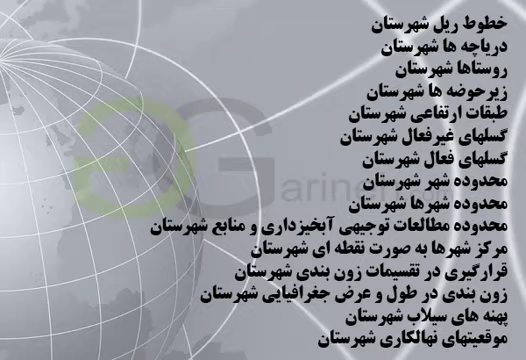 خطوط ریل شهرستان
دریاچه ها شهرستان
روستاها شهرستان
زیرحوضه ها شهرستان
طبقات ارتفاعی شهرستان
گسلهای غیرفعال شهرستان
گسلهای فعال شهرستان
محدوده شهر شهرستان
محدوده شهرها شهرستان
محدوده مطالعات توجیهی آبخیزداری و منابع شهرستان
مرکز شهرها به صورت نقطه ای شهرستان
قرارگیری در تقسیمات زون بندی شهرستان
زون بندی در طول و عرض جغرافیایی شهرستان
پهنه های سیلاب شهرستان
موقعیتهای نهالکاری شهرستان